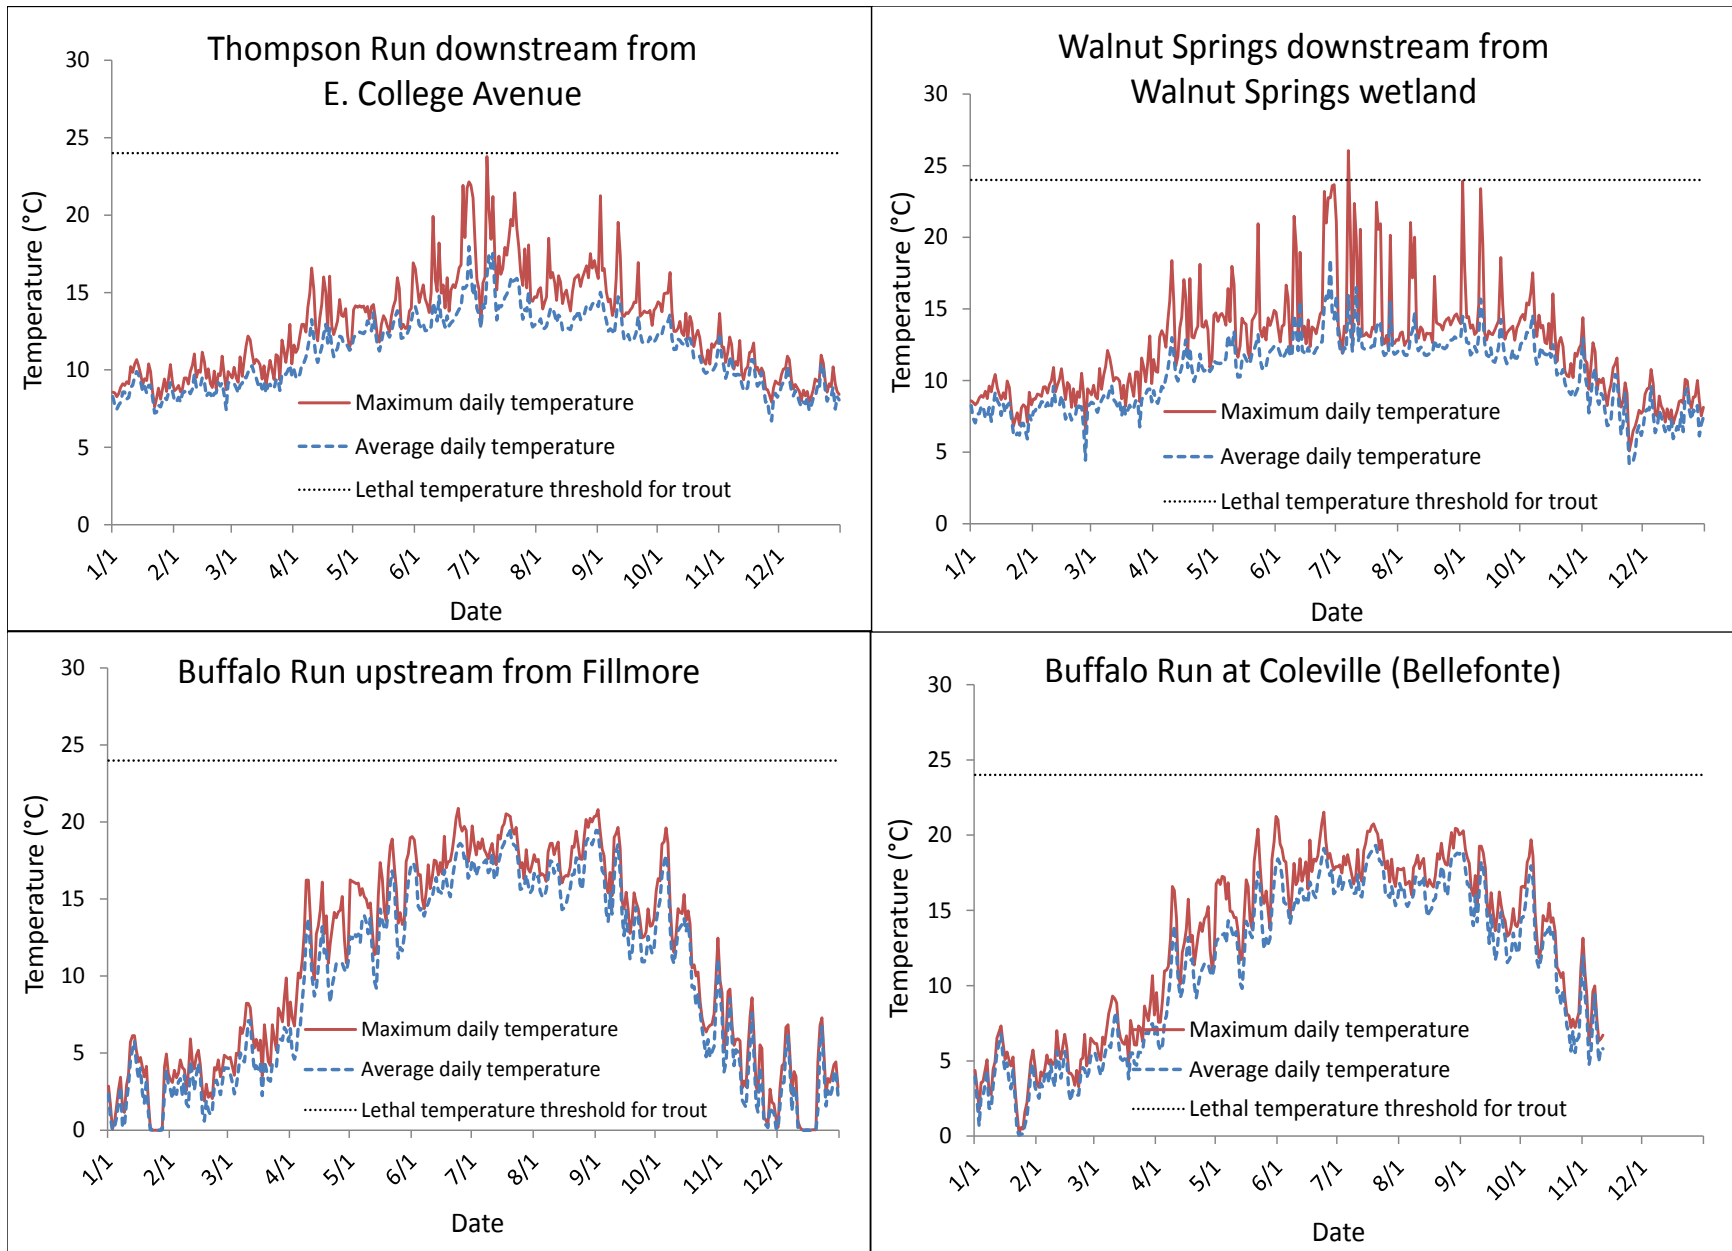 Thompson Run downstream from
E. College Avenue
30
25
20
15
10
5
0
Temperature (°C)
Maximum daily temperature
Average daily temperature
Lethal temperature threshold for trout
1/1
2/1
3/1
4/1
5/1
6/1
7/1
8/1
9/1
10/1
11/1
12/1
Date
Walnut Springs downstream from
Walnut Springs wetland
30
25
20
15
10
5
0
Temperature (°C)
Maximum daily temperature
Average daily temperature
Lethal temperature threshold for trout
1/1
2/1
3/1
4/1
5/1
6/1
7/1
8/1
9/1
10/1
11/1
12/1
Date
Buffalo Run upstream from Fillmore
30
25
20
15
10
5
0
Temperature (°C)
Maximum daily temperature
Average daily temperature
Lethal temperature threshold for trout
1/1
2/1
3/1
4/1
5/1
6/1
7/1
8/1
9/1
10/1
11/1
12/1
Date
Buffalo Run at Coleville (Bellefonte)
30
25
20
15
10
5
0
Temperature (°C)
Maximum daily temperature
Average daily temperature
Lethal temperature threshold for trout
1/1
2/1
3/1
4/1
5/1
6/1
7/1
8/1
9/1
10/1
11/1
12/1
Date